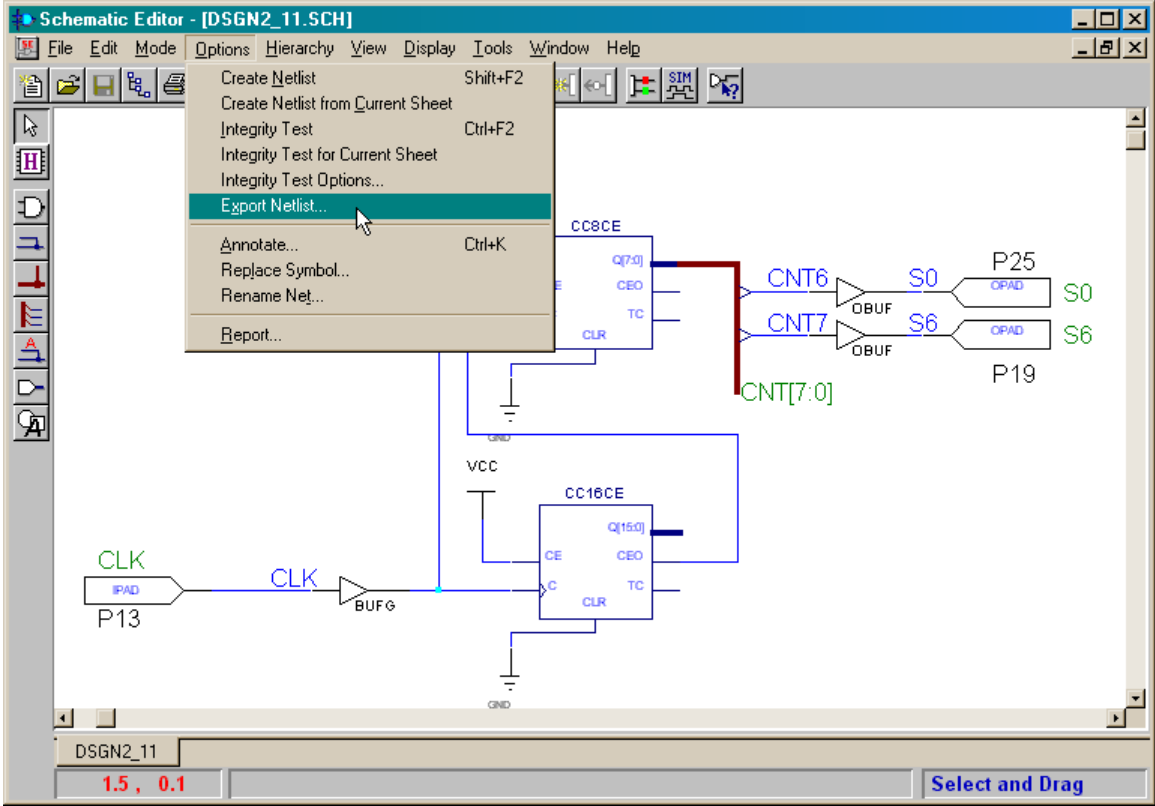 Schematic Editor - [DSGN2_11.SCH]
File Edit Mode Options Hierarchy View Display Tools Window Help
Create Netlist Shift+F2
Create Netlist from Current Sheet
Integrity Test Ctrl+F2
Integrity Test for Current Sheet
Integrity Test Options...
Export Netlist...
Annotate... Ctrl+K
Replace Symbol...
Rename Net...
Report...
SIM
H
A
A
CC8CE
Q[7:0]
E CEO
TC
CLR
GND
CNT6
OBUF
S0
P25
OPAD
S0
CNT7
OBUF
S6
OPAD
S6
P19
CNT[7:0]
VCC
CC16CE
Q[15:0]
CE CEO
C TC
CLR
GND
CLK
IPAD
P13
CLK
BUFG
DSGN2_11
1.5 , 0.1 Select and Drag